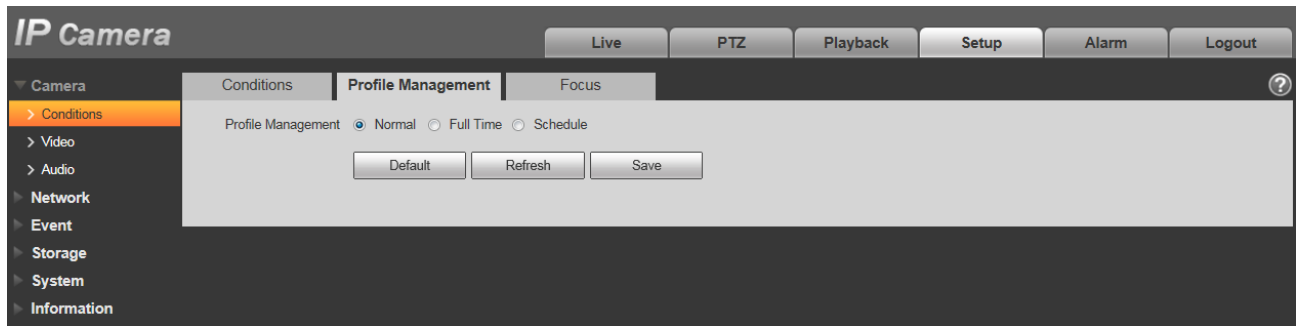 IP Camera
Live PTZ Playback Setup Alarm Logout
Camera
Conditions Profile Management Focus
?
> Conditions
Profile Management Normal Full Time Schedule
> Video
Default Refresh Save
> Audio
Network
Event
Storage
System
Information